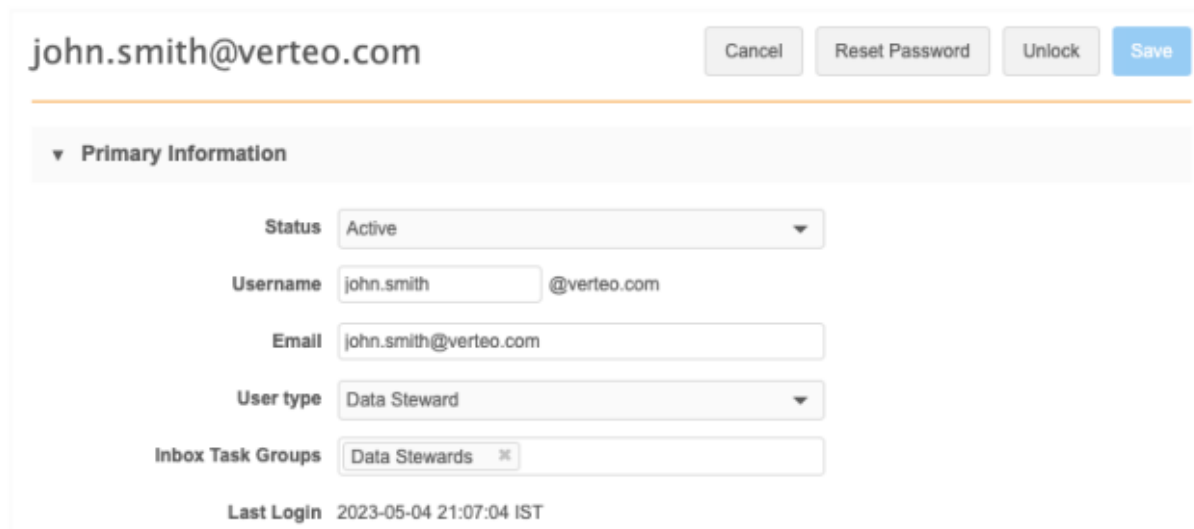 john.smith@verteo.com Cancel Reset Password Unlock Save
Primary Information
Status Active
Username john.smith @verteo.com
Email john.smith@verteo.com
User type Data Steward
Inbox Task Groups Data Stewards
Last Login 2023-05-04 21:07:04 IST